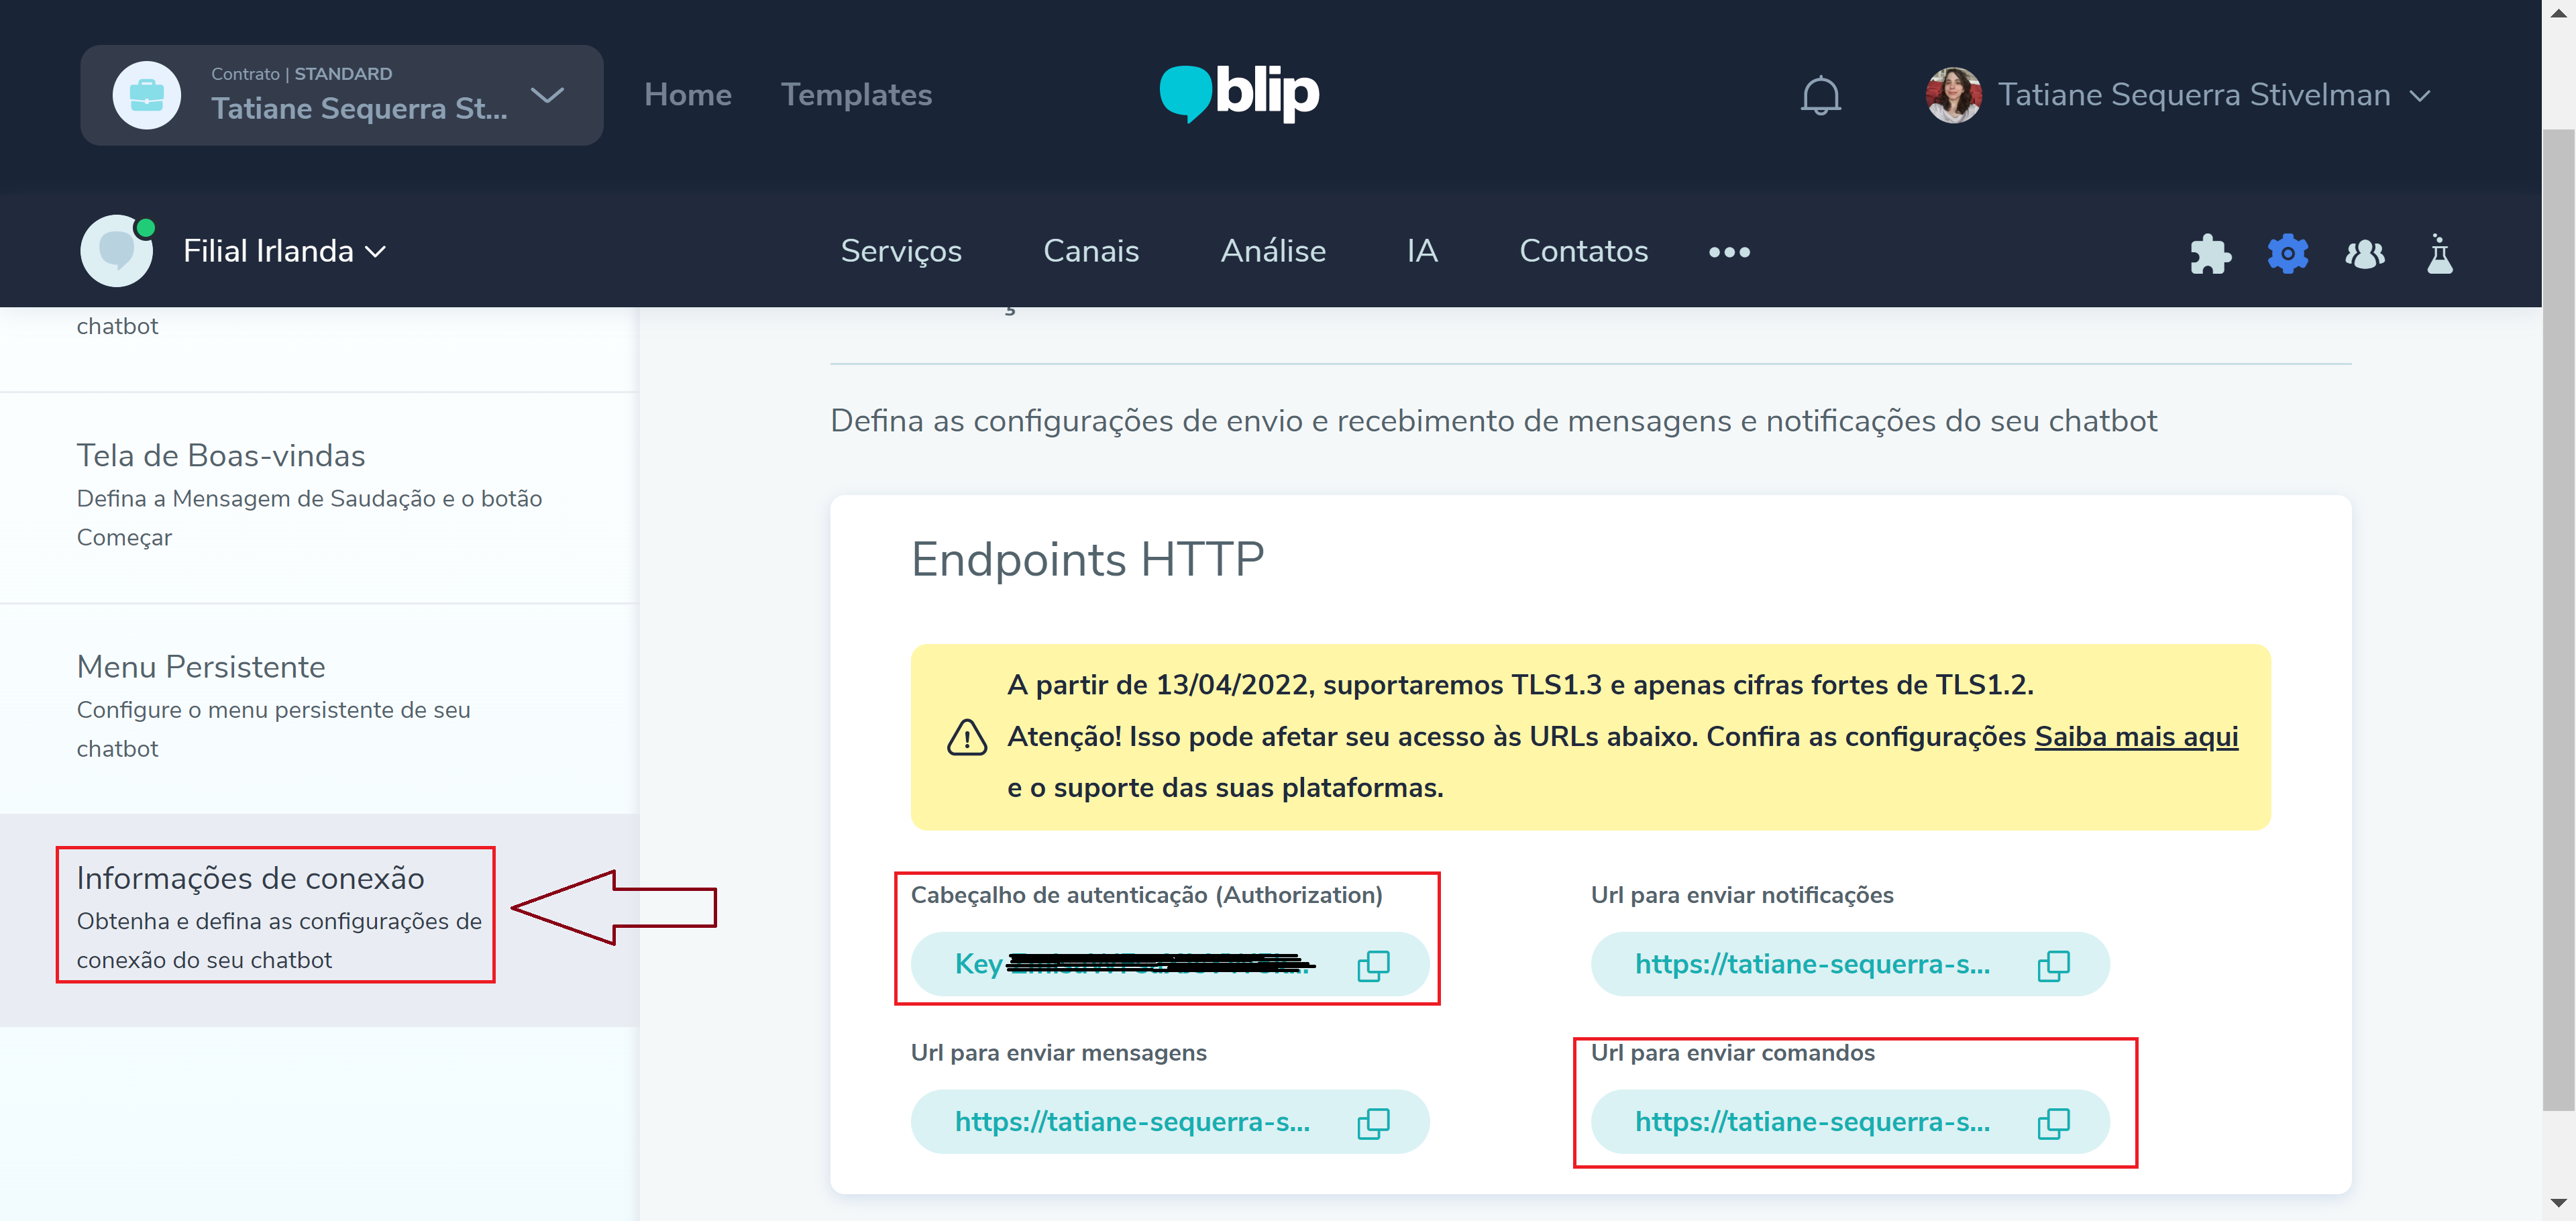 Contrato | STANDARD
Tatiane Sequerra St...
Home
Templates
blip
Tatiane Sequerra Stivelman
Filial Irlanda
Serviços
Canais
Análise
IA
Contatos
chatbot
Tela de Boas-vindas
Defina a Mensagem de Saudação e o botão
Começar
Menu Persistente
Configure o menu persistente de seu
chatbot
Informações de conexão
Obtenha e defina as configurações de
conexão do seu chatbot
Defina as configurações de envio e recebimento de mensagens e notificações do seu chatbot
Endpoints HTTP
A partir de 13/04/2022, suportaremos TLS1.3 e apenas cifras fortes de TLS1.2.
Atenção! Isso pode afetar seu acesso às URLs abaixo. Confira as configurações Saiba mais aqui
e o suporte das suas plataformas.
Cabeçalho de autenticação (Authorization)
Key
Url para enviar notificações
https://tatiane-sequerra-s...
Url para enviar mensagens
https://tatiane-sequerra-s...
Url para enviar comandos
https://tatiane-sequerra-s...